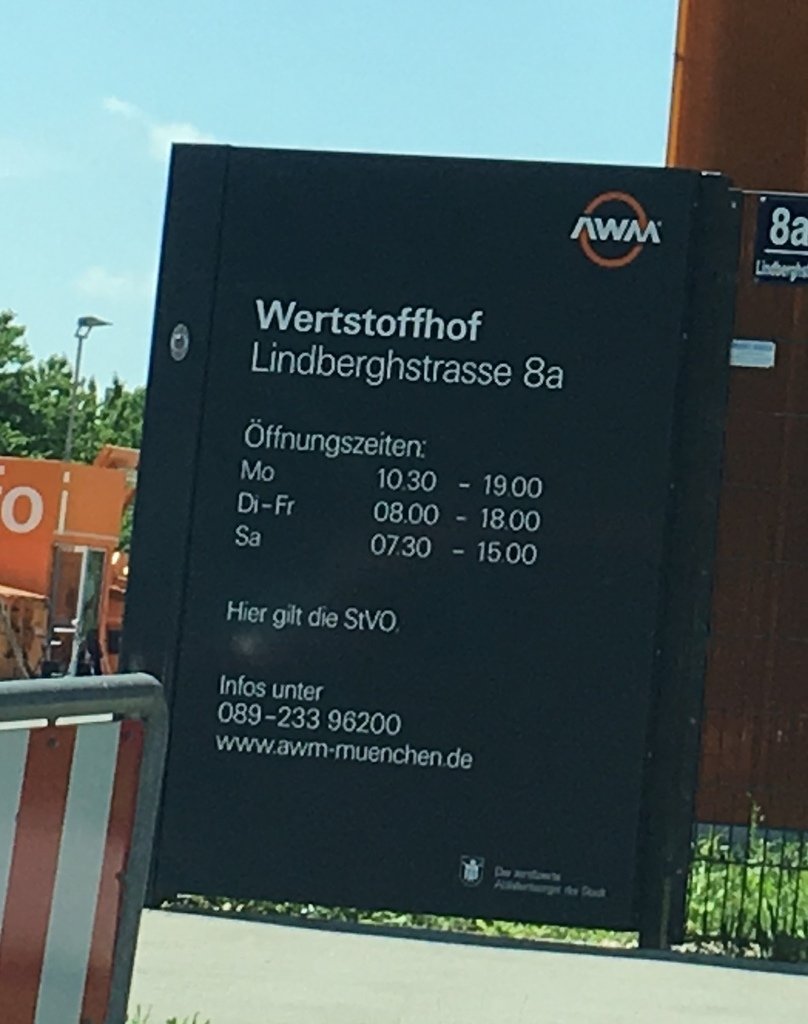 AWM
8a
Wertstoffhof
Lindberghstrasse 8a
Öffnungszeiten:
Mo 10.30 - 19.00
Di-Fr 08.00 - 18.00
Sa 07.30 - 15.00
Hier gilt die StVO.
Infos unter
089-233 96200
www.awm-muenchen.de